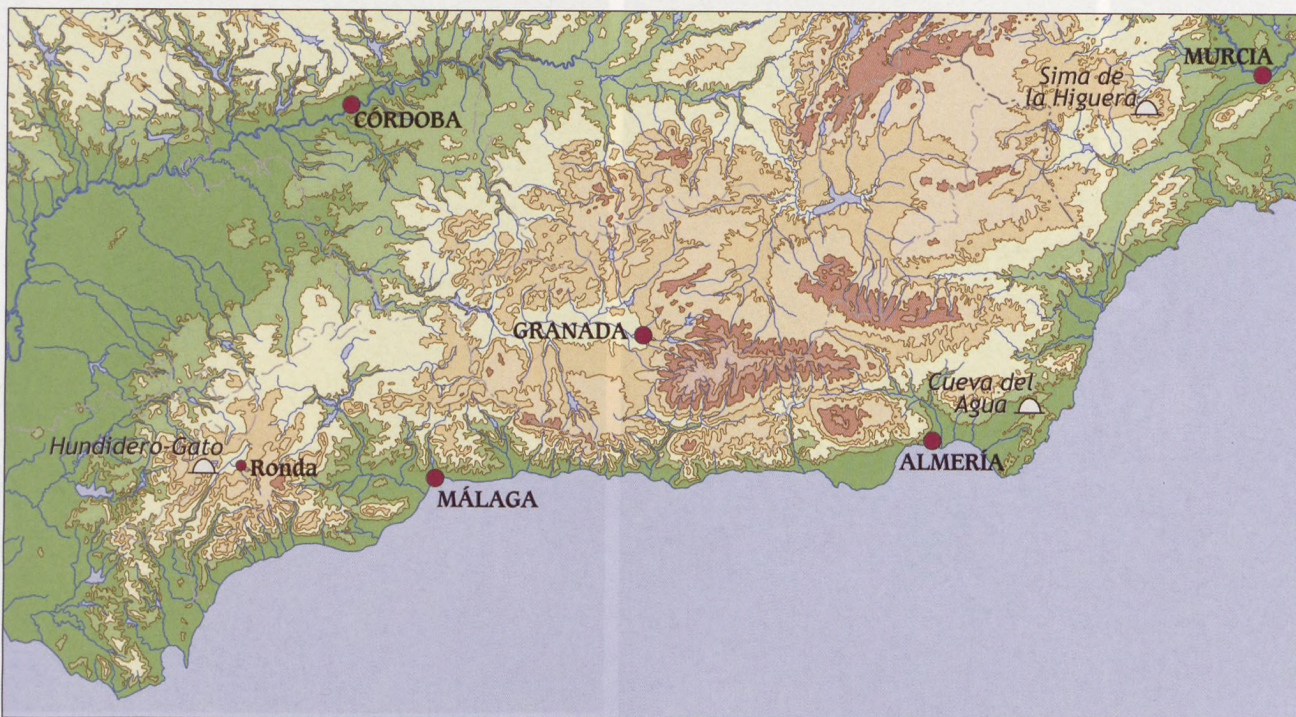 MURCIA
Sima de
la Higuera
CÓRDOBA
GRANADA
Cueva del
Agua
Hundidero-Gato
Ronda
ALMERÍA
MÁLAGA